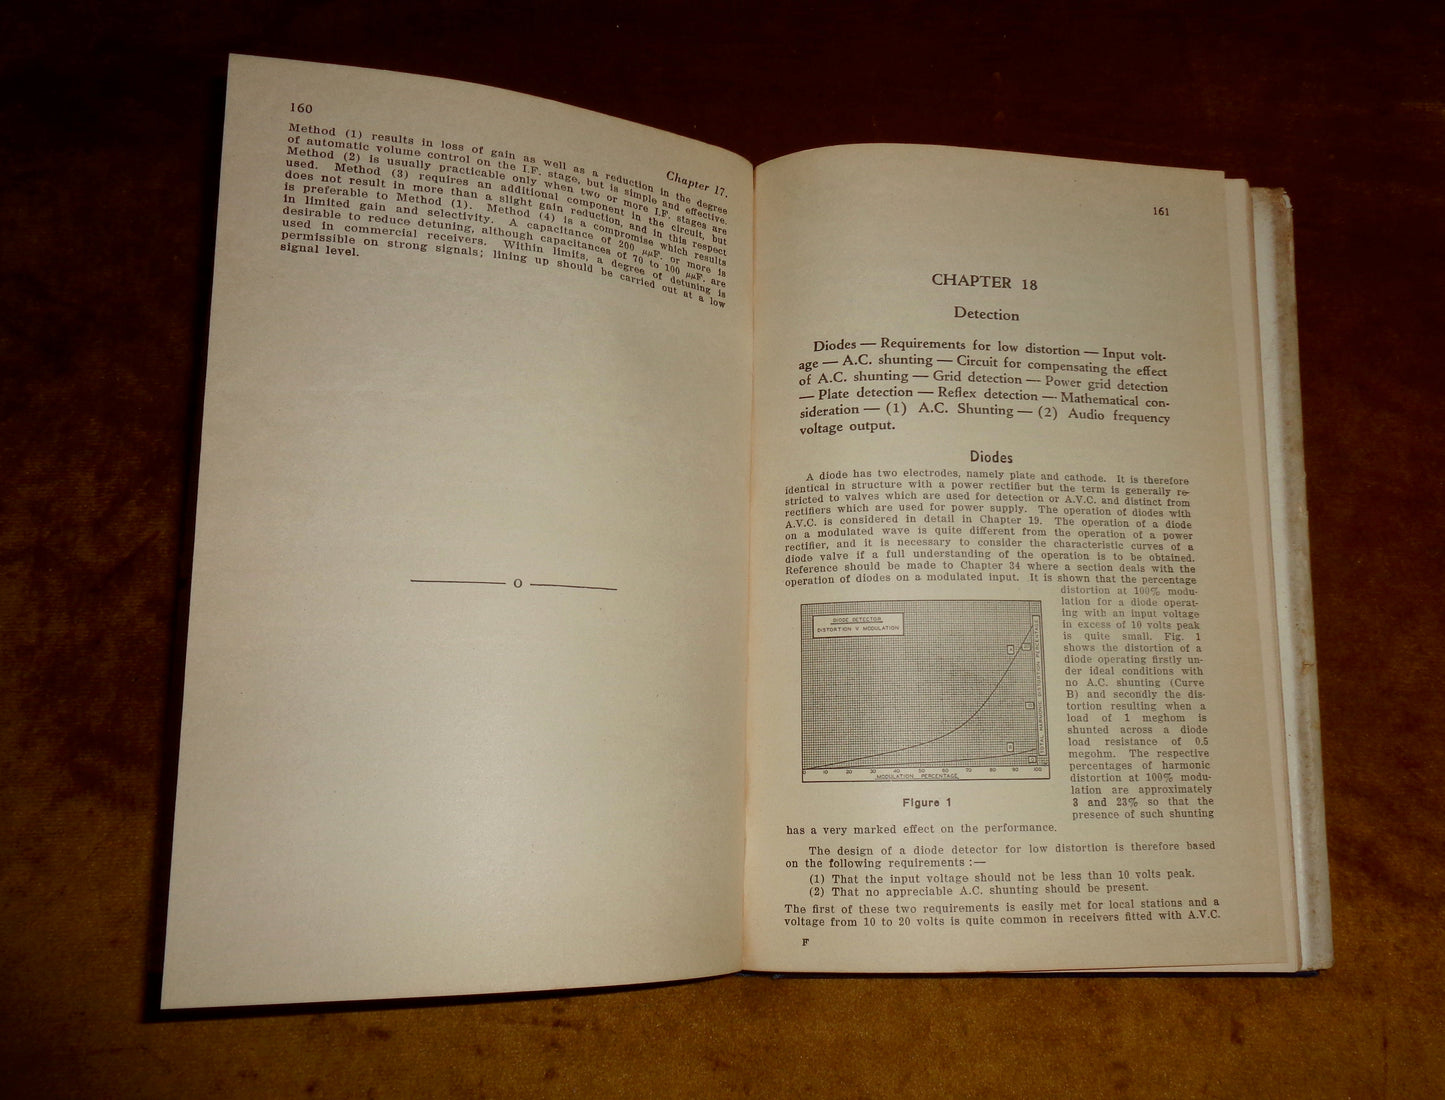 160
Chapter 17.
Method (1) results in loss of gain as well as a reduction in the degree
of automatic volume control on the I.F. stage, but is simple and effective.
Method (2) is usually practicable only when two or more I.F. stages are
used. Method (3) requires an additional component in the circuit, but
does not result in more than a slight gain reduction, and in this respect
is preferable to Method (1). Method (4) is a compromise which results
in limited gain and selectivity. A capacitance of 200 μμF. or more is
desirable to reduce detuning, although capacitances of 70 to 100 μμF. are
used in commercial receivers. Within limits, a degree of detuning is
permissible on strong signals; lining up should be carried out at a low
signal level.
161
CHAPTER 18
Detection
Diodes — Requirements for low distortion — Input volt-
age — A.C. shunting — Circuit for compensating the effect
of A.C. shunting — Grid detection — Power grid detection
— Plate detection — Reflex detection — Mathematical con-
sideration — (1) A.C. Shunting — (2) Audio frequency
voltage output.
Diodes
A diode has two electrodes, namely plate and cathode. It is therefore
identical in structure with a power rectifier but the term is generally re-
stricted to valves which are used for detection or A.V.C. and distinct from
rectifiers which are used for power supply. The operation of diodes with
A.V.C. is considered in detail in Chapter 19. The operation of a diode
on a modulated wave is quite different from the operation of a power
rectifier, and it is necessary to consider the characteristic curves of a
diode valve if a full understanding of the operation is to be obtained.
Reference should be made to Chapter 34 where a section deals with the
operation of diodes on a modulated input. It is shown that the percentage
distortion at 100% modu-
lation for a diode operat-
ing with an input voltage
in excess of 10 volts peak
is quite small. Fig. 1
shows the distortion of a
diode operating firstly un-
der ideal conditions with
no A.C. shunting (Curve
B) and secondly the dis-
tortion resulting when a
load of 1 meghom is
shunted across a diode
load resistance of 0.5
megohm. The respective
percentages of harmonic
distortion at 100% modu-
lation are approximately
3 and 23% so that the
presence of such shunting
DIODE DETECTOR
DISTORTION V MODULATION
A
B
TOTAL HARMONIC DISTORTION PERCENTAGE
0 10 20 30 40 50 60 70 80 90 100
MODULATION PERCENTAGE
Figure 1
has a very marked effect on the performance.
The design of a diode detector for low distortion is therefore based
on the following requirements :—
(1) That the input voltage should not be less than 10 volts peak.
(2) That no appreciable A.C. shunting should be present.
The first of these two requirements is easily met for local stations and a
voltage from 10 to 20 volts is quite common in receivers fitted with A.V.C.
F